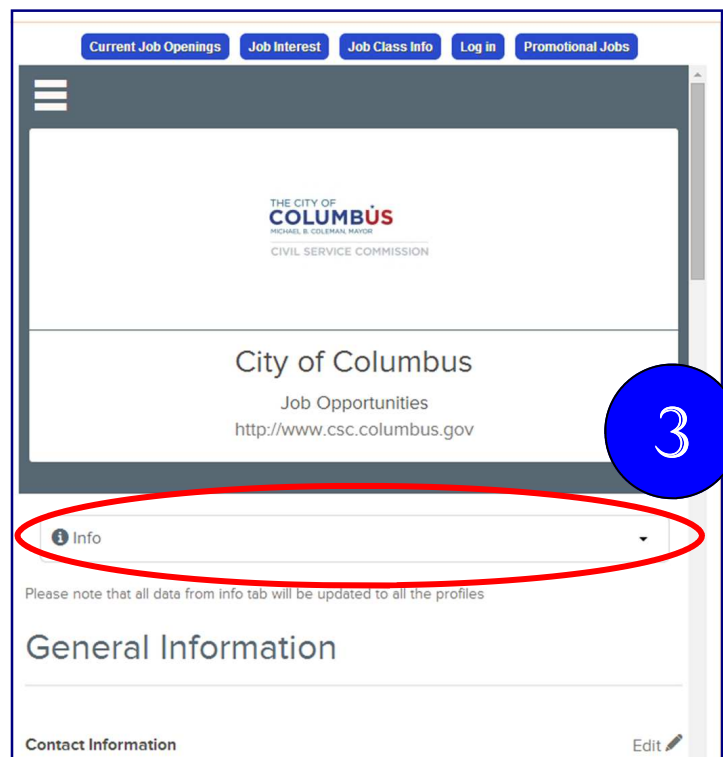 Current Job Openings Job Interest Job Class Info Log in Promotional Jobs
THE CITY OF
COLUMBUS
MICHAEL B. COLEMAN, MAYOR
CIVIL SERVICE COMMISSION
City of Columbus
Job Opportunities
http://www.csc.columbus.gov
3
Info
Please note that all data from info tab will be updated to all the profiles
General Information
Contact Information Edit